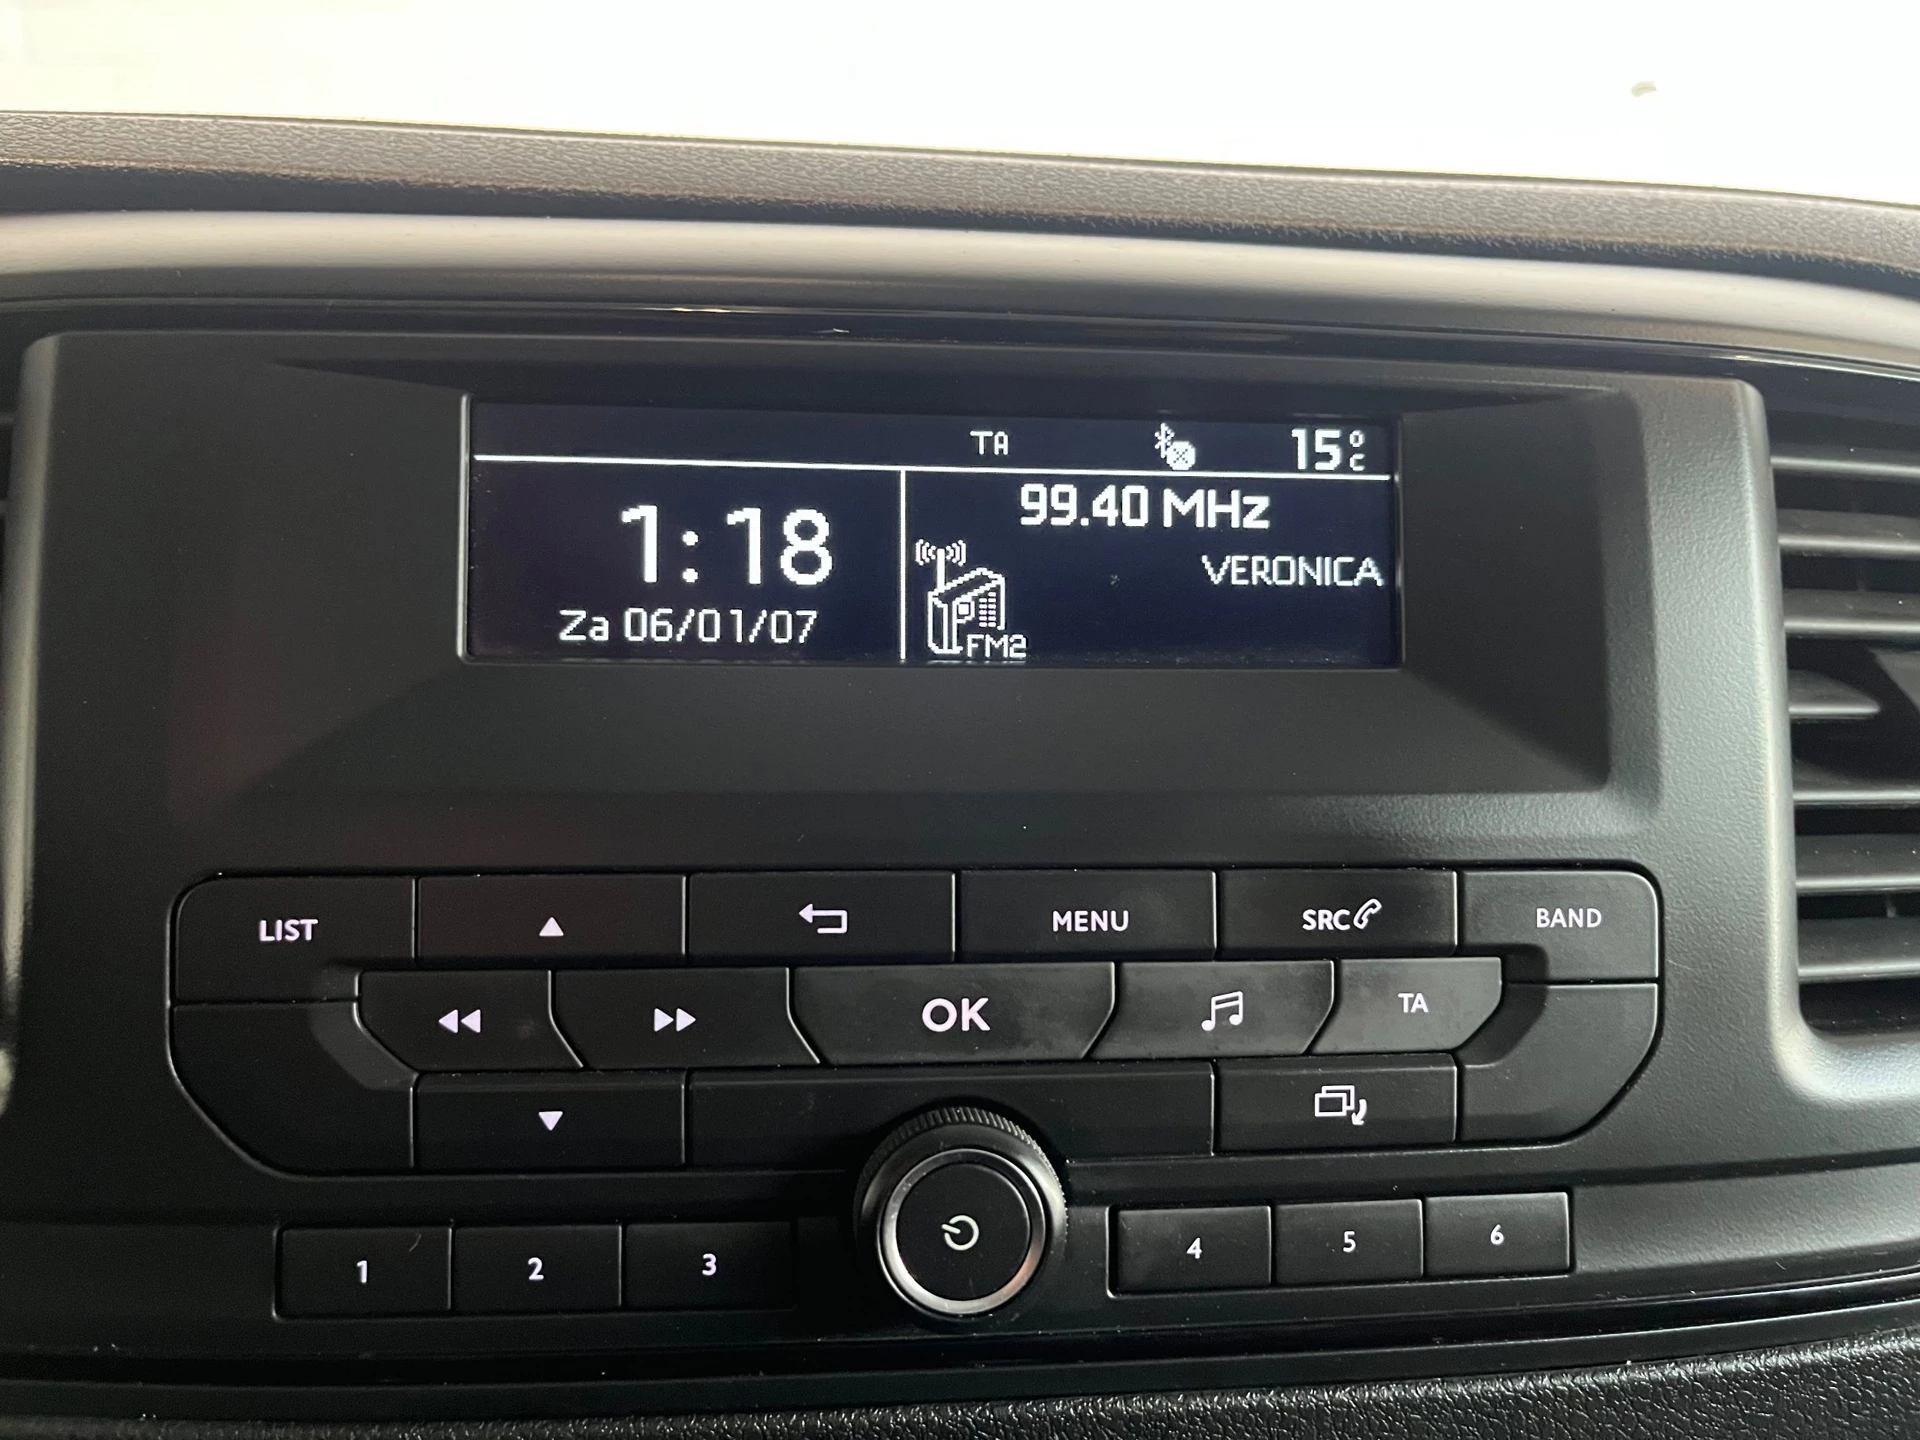 TA 15°C
1:18
Za 06/01/07
99.40 MHz
VERONICA
FM2
LIST MENU SRC BAND
OK TA
1 2 3 4 5 6